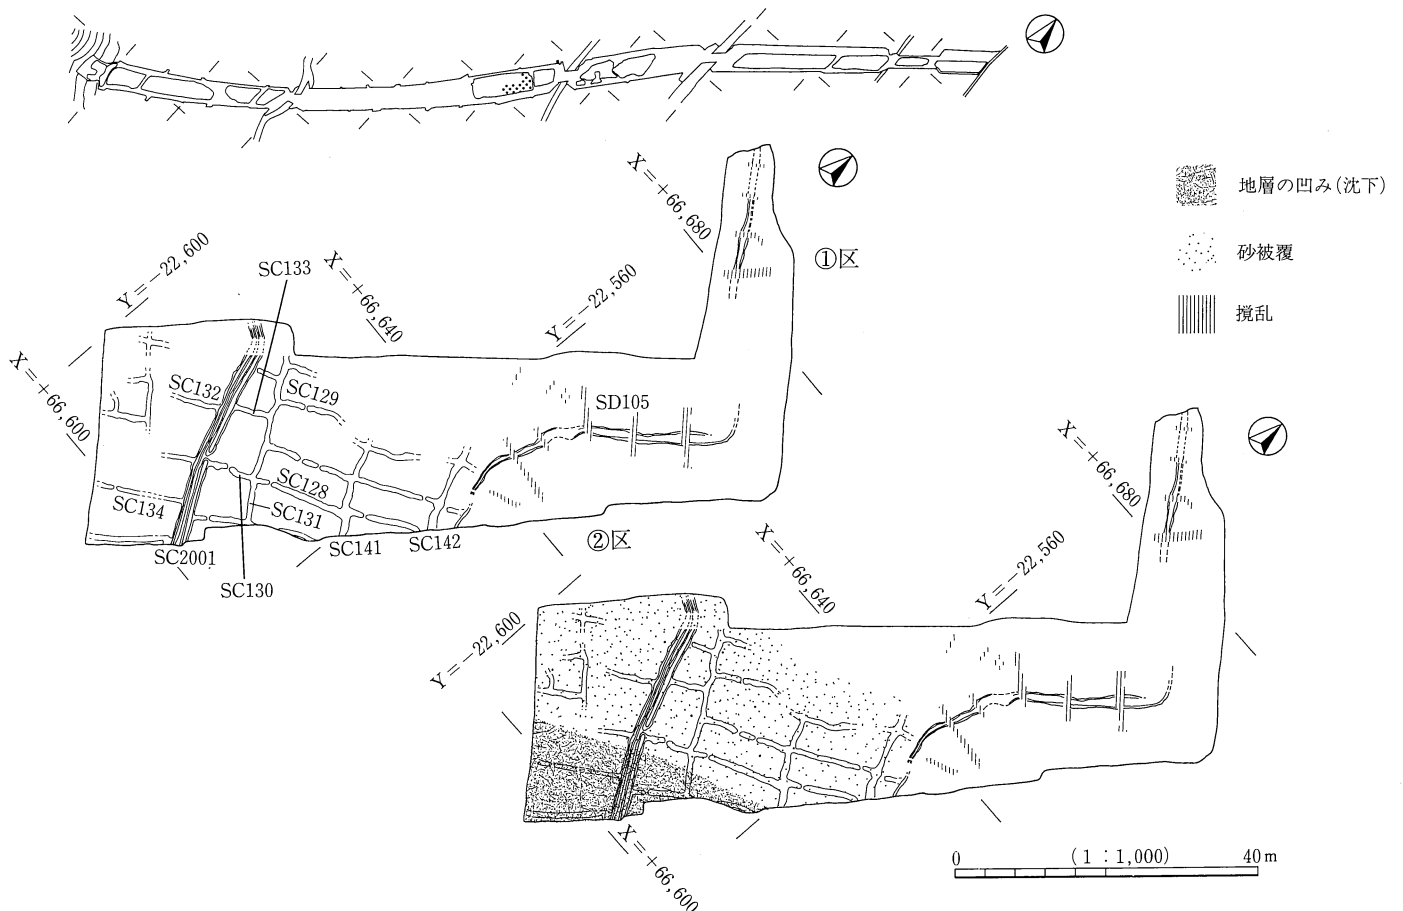 地層の凹み(沈下)
砂被覆
撹乱
X=+66,680
①区
Y=-22,600
SC133
X=+66,640
Y=-22,560
X=+66,600
SC132
SC129
SD105
SC128
SC134
SC131
SC2001
SC141
SC142
②区
SC130
X=+66,680
X=+66,640
Y=-22,560
Y=-22,600
X=+66,600
0 (1:1,000) 40m